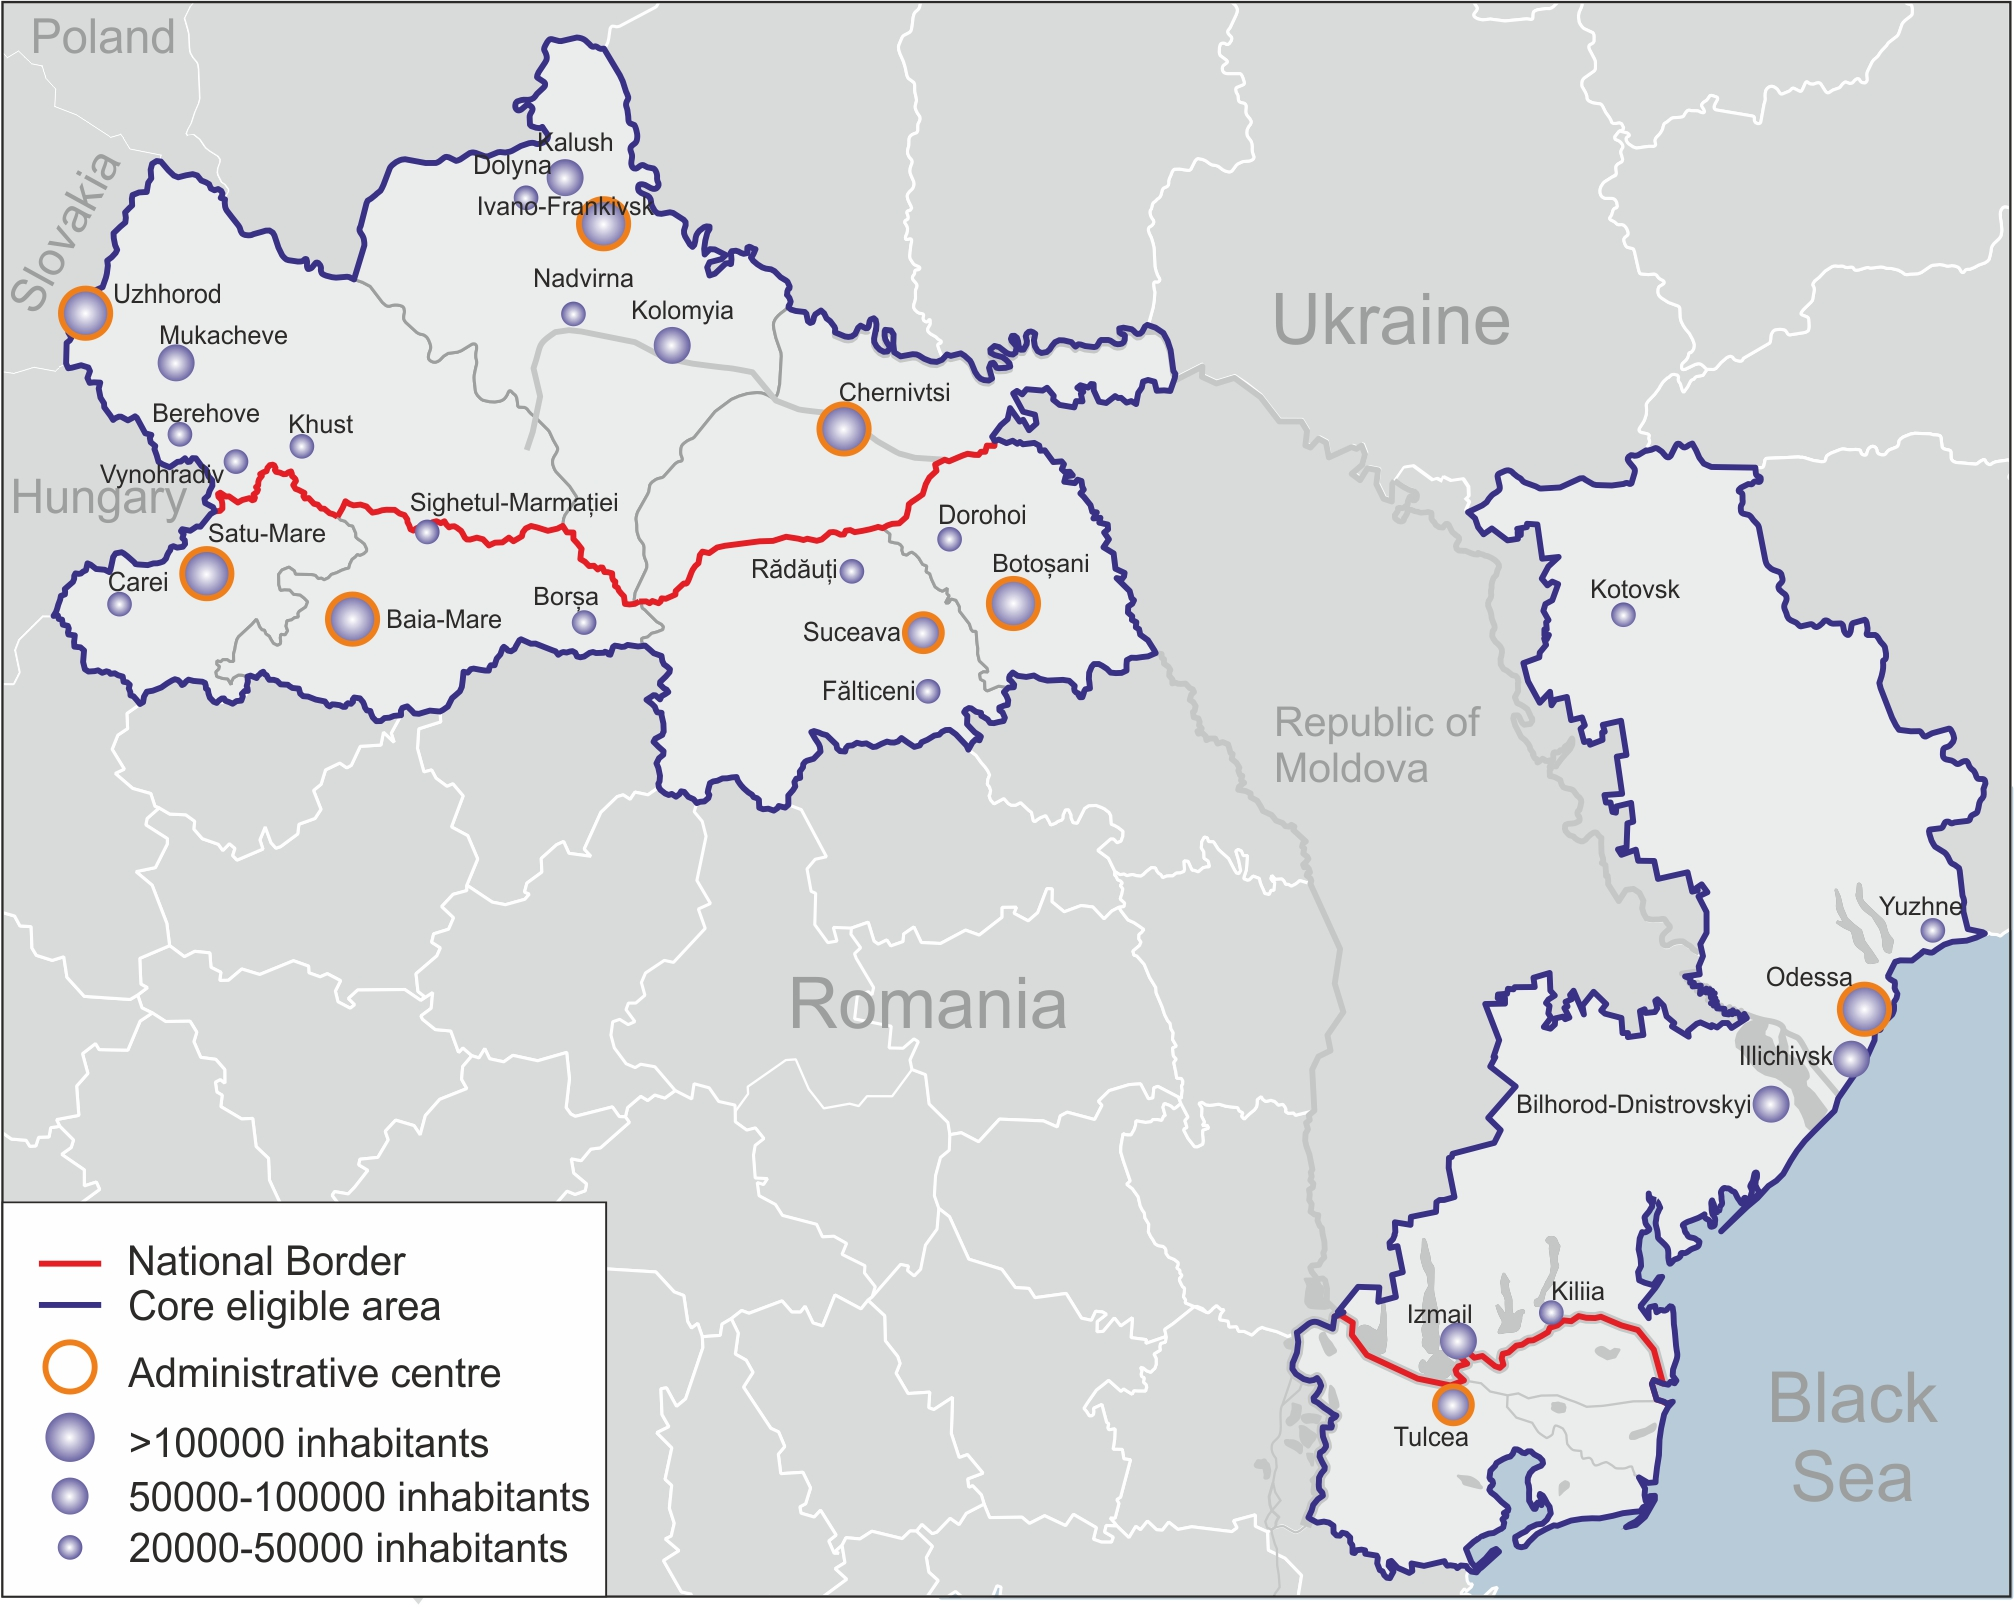 Poland
Slovakia
Hungary
Ukraine
Republic of
Moldova
Romania
Black
Sea
Kalush
Dolyna
Ivano-Frankivsk
Nadvirna
Kolomyia
Uzhhorod
Mukacheve
Berehove
Khust
Vynohradiv
Chernivtsi
Sighetul-Marmației
Satu-Mare
Carei
Baia-Mare
Borșa
Dorohoi
Rădăuți
Botoșani
Suceava
Fălticeni
Kotovsk
Yuzhne
Odessa
Illichivsk
Bilhorod-Dnistrovskyi
Kiliia
Izmail
Tulcea
National Border
Core eligible area
Administrative centre
>100000 inhabitants
50000-100000 inhabitants
20000-50000 inhabitants